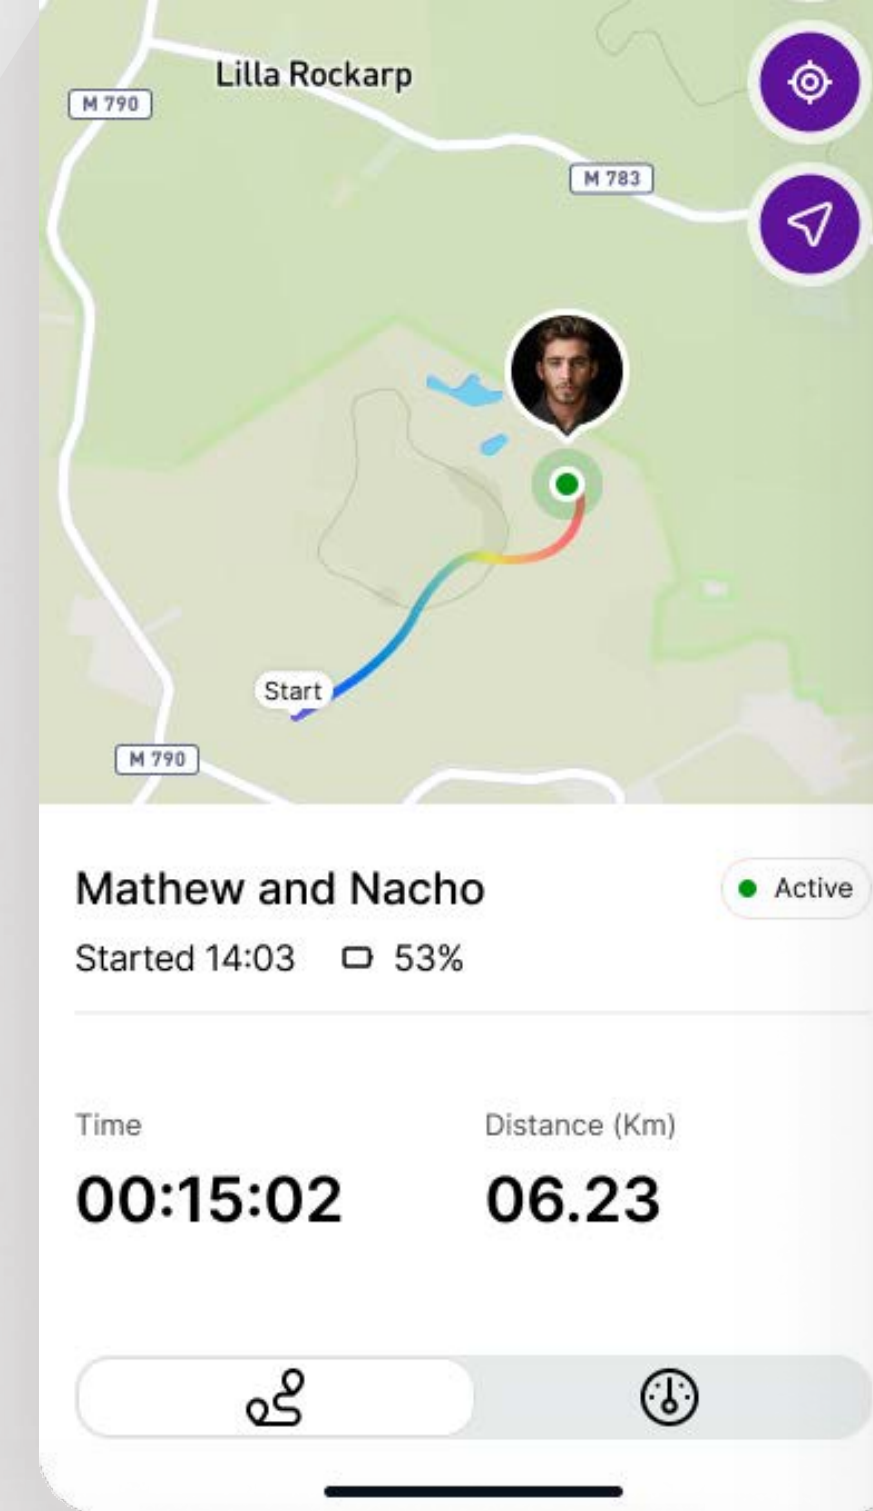 Lilla Rockarp
M 790
M 783
Start
M 790
Mathew and Nacho
Active
Started 14:03 53%
Time
Distance (Km)
00:15:02
06.23